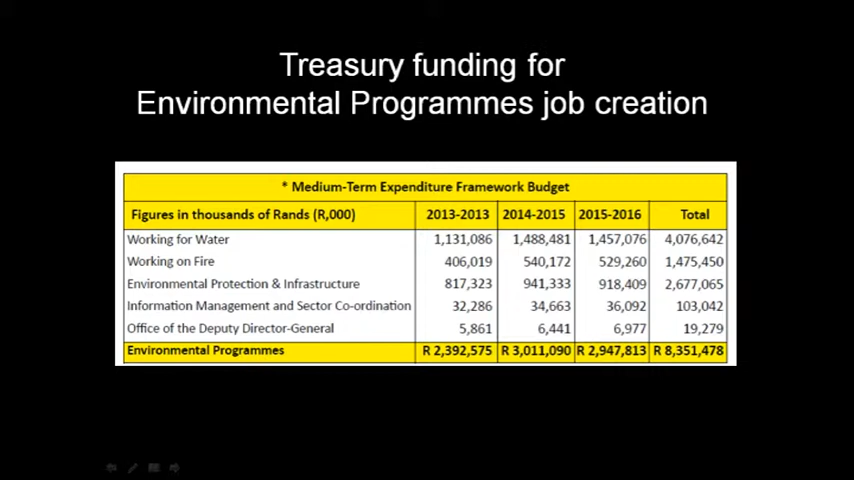 Treasury funding for
Environmental Programmes job creation
* Medium-Term Expenditure Framework Budget
Figures in thousands of Rands (R,000) 2013-2013 2014-2015 2015-2016 Total
Working for Water 1,131,086 1,488,481 1,457,076 4,076,642
Working on Fire 406,019 540,172 529,260 1,475,450
Environmental Protection & Infrastructure 817,323 941,333 918,409 2,677,065
Information Management and Sector Co-ordination 32,286 34,663 36,092 103,042
Office of the Deputy Director-General 5,861 6,441 6,977 19,279
Environmental Programmes R 2,392,575 R 3,011,090 R 2,947,813 R 8,351,478